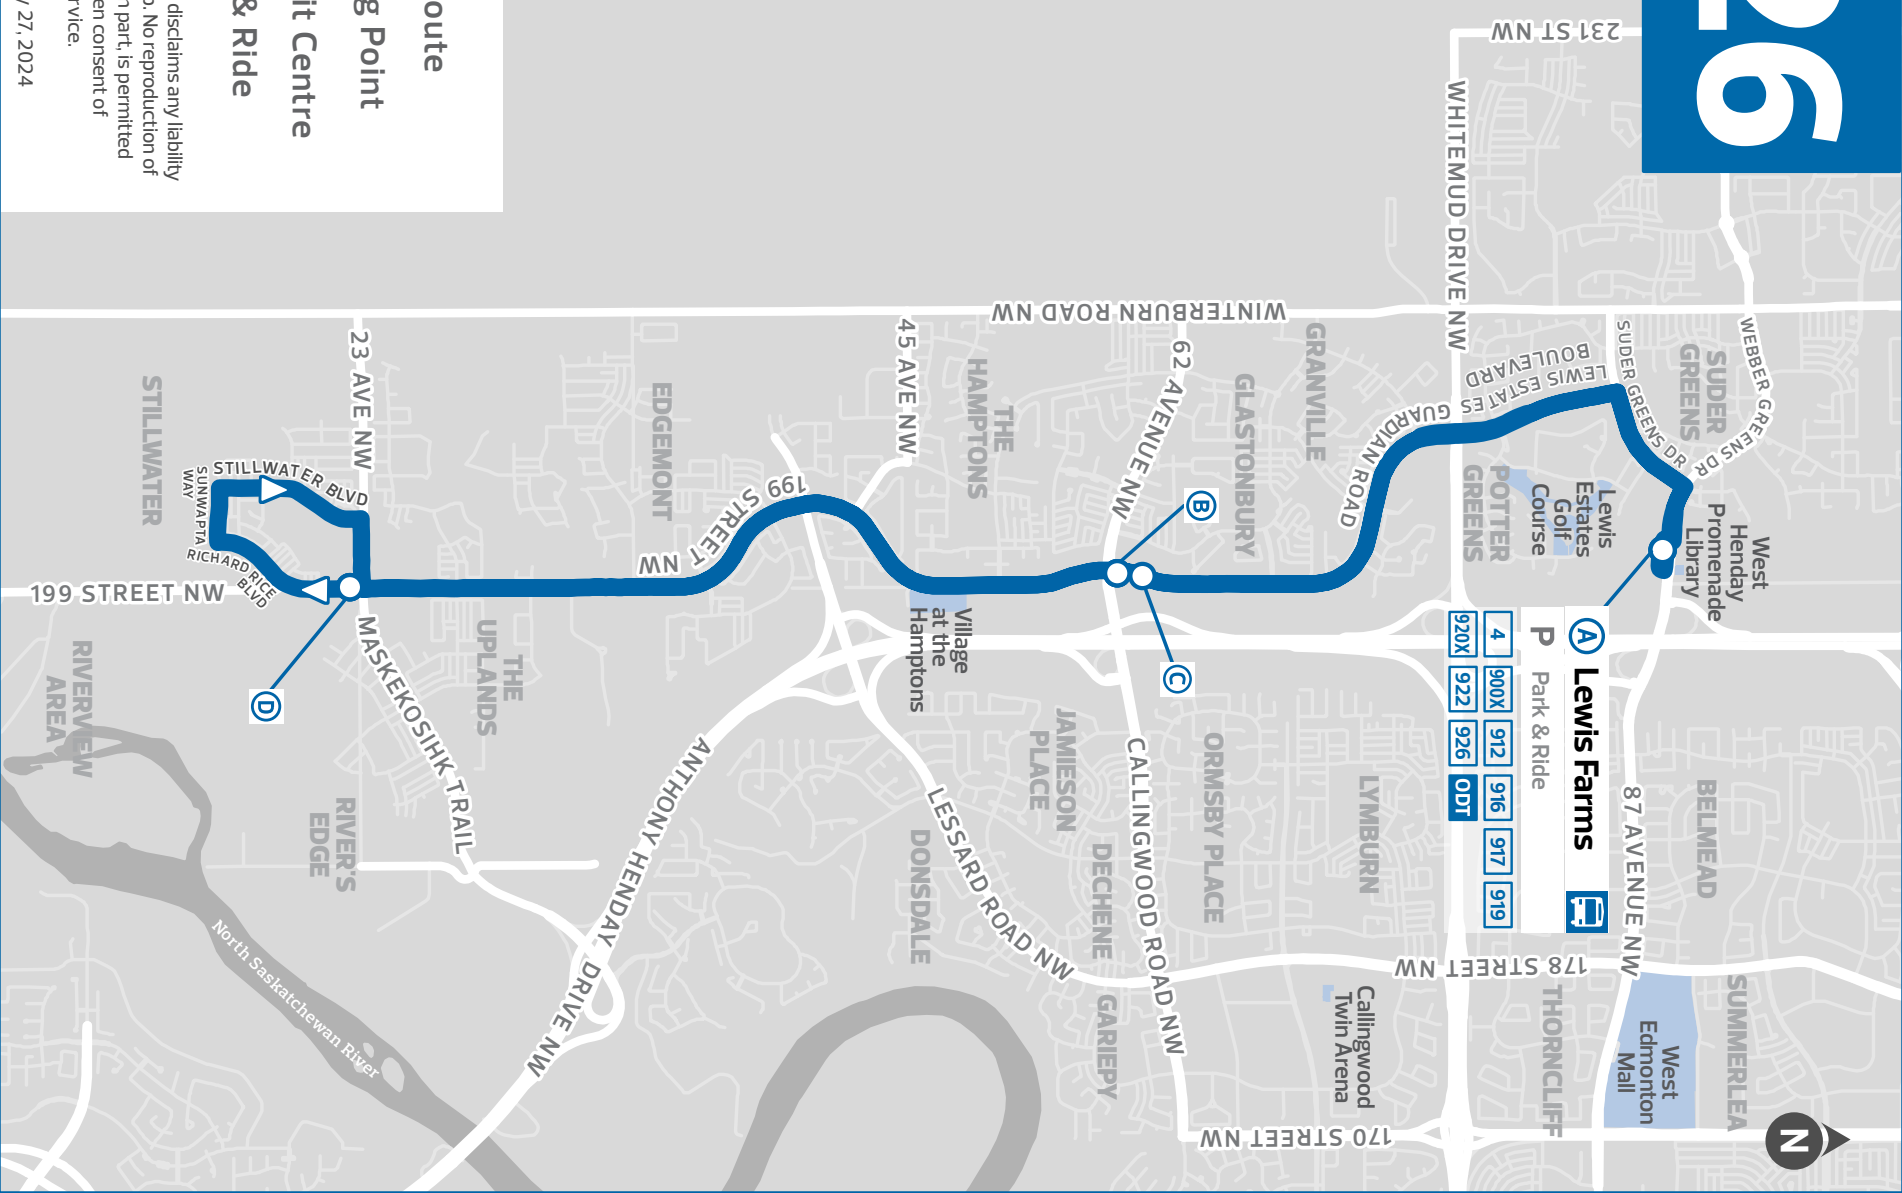 26
oute
g Point
it Centre
& Ride
disclaims any liability
. No reproduction of
part, is permitted
en consent of
rvice.
27, 2024
231 ST NW
WHITEMUD DRIVE NW
WINTERBURN ROAD NW
WEBBER GREENS DR
SUDER GREENS DR
SUDER
GREENS
LEWIS ESTATES
BOULEVARD
GUARDIAN ROAD
GRANVILLE
GLASTONBURY
62 AVENUE NW
THE
HAMPTONS
45 AVE NW
EDGEMONT
23 AVE NW
STILLWATER
STILLWATER BLVD
SUNWAPTA
WAY
RICHARD RICE
BLVD
199 STREET NW
199 STREET NW
POTTER
GREENS
Lewis
Estates
Golf
Course
West
Henday
Promenade
Library
B
A
Lewis Farms
P
Park & Ride
4
900X
912
916
917
919
920X
922
926
ODT
C
D
Village
at the
Hamptons
THE
UPLANDS
MASKEKOSIHK TRAIL
RIVERVIEW
AREA
RIVER'S
EDGE
ANTHONY HENDAY DRIVE NW
LESSARD ROAD NW
DONSDALE
JAMIESON
PLACE
DECHENE
CALLINGWOOD ROAD NW
ORMSBY PLACE
LYMBURN
87 AVENUE NW
BELMEAD
178 STREET NW
SUMMERLEA
THORNCLIFF
West
Edmonton
Mall
Callingwood
Twin Arena
GARIEPY
170 STREET NW
North Saskatchewan River
N